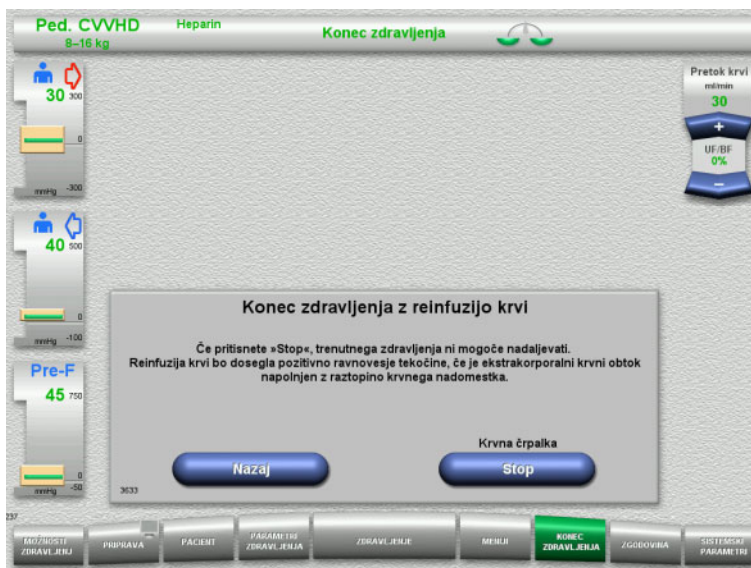 Ped. CVVHD
8–16 kg
Heparin
Konec zdravljenja
30
300
0
-300
mmHg
40
500
0
-100
mmHg
Pre-F
45
750
0
-50
mmHg
Pretok krvi
ml/min
30
+
UF/BF
0%
–
Konec zdravljenja z reinfuzijo krvi
Če pritisnete »Stop«, trenutnega zdravljenja ni mogoče nadaljevati.
Reinfuzija krvi bo dosegla pozitivno ravnovesje tekočine, če je ekstrakorporalni krvni obtok
napolnjen z raztopino krvnega nadomestka.
Krvna črpalka
Nazaj
Stop
3633
237
MOŽNOSTI
ZDRAVLJENJ
PRIPRAVA
PACIENT
PARAMETRI
ZDRAVLJENJA
ZDRAVLJENJE
MENIJI
KONEC
ZDRAVLJENJA
ZGODOVINA
SISTEMSKI
PARAMETRI